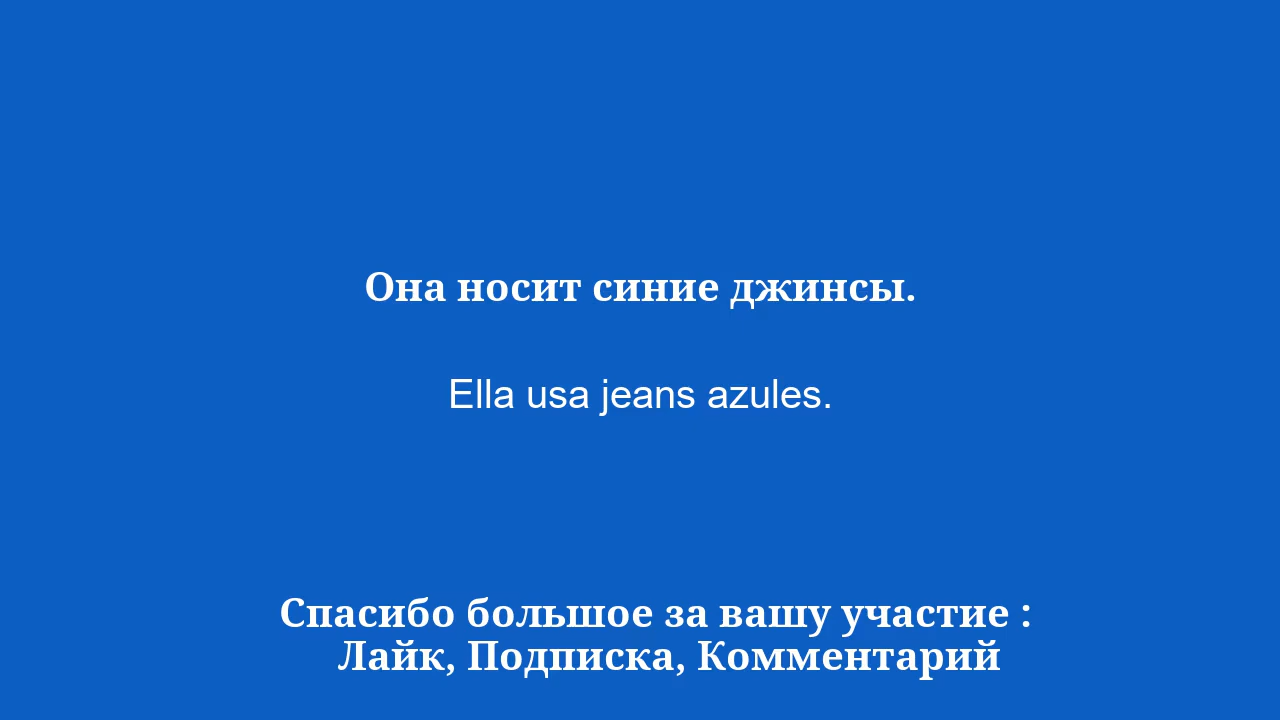 Она носит синие джинсы.
Ella usa jeans azules.
Спасибо большое за вашу участие :
Лайк, Подписка, Комментарий